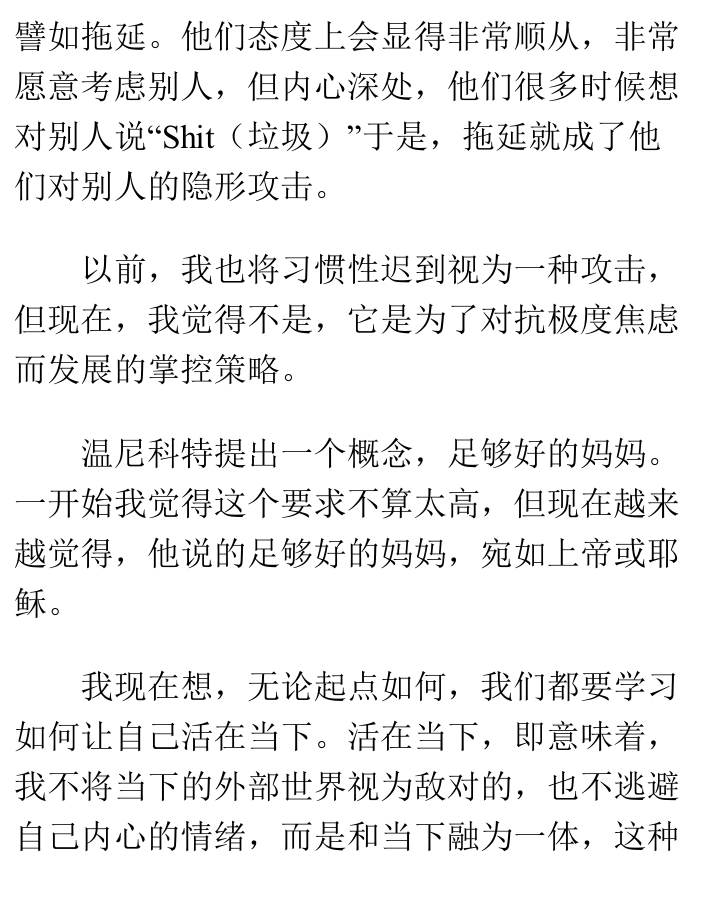 譬如拖延。他们态度上会显得非常顺从，非常
愿意考虑别人，但内心深处，他们很多时候想
对别人说“Shit（垃圾）”于是，拖延就成了他
们对别人的隐形攻击。
以前，我也将习惯性迟到视为一种攻击，
但现在，我觉得不是，它是为了对抗极度焦虑
而发展的掌控策略。
温尼科特提出一个概念，足够好的妈妈。
一开始我觉得这个要求不算太高，但现在越来
越觉得，他说的足够好的妈妈，宛如上帝或耶
稣。
我现在想，无论起点如何，我们都要学习
如何让自己活在当下。活在当下，即意味着，
我不将当下的外部世界视为敌对的，也不逃避
自己内心的情绪，而是和当下融为一体，这种